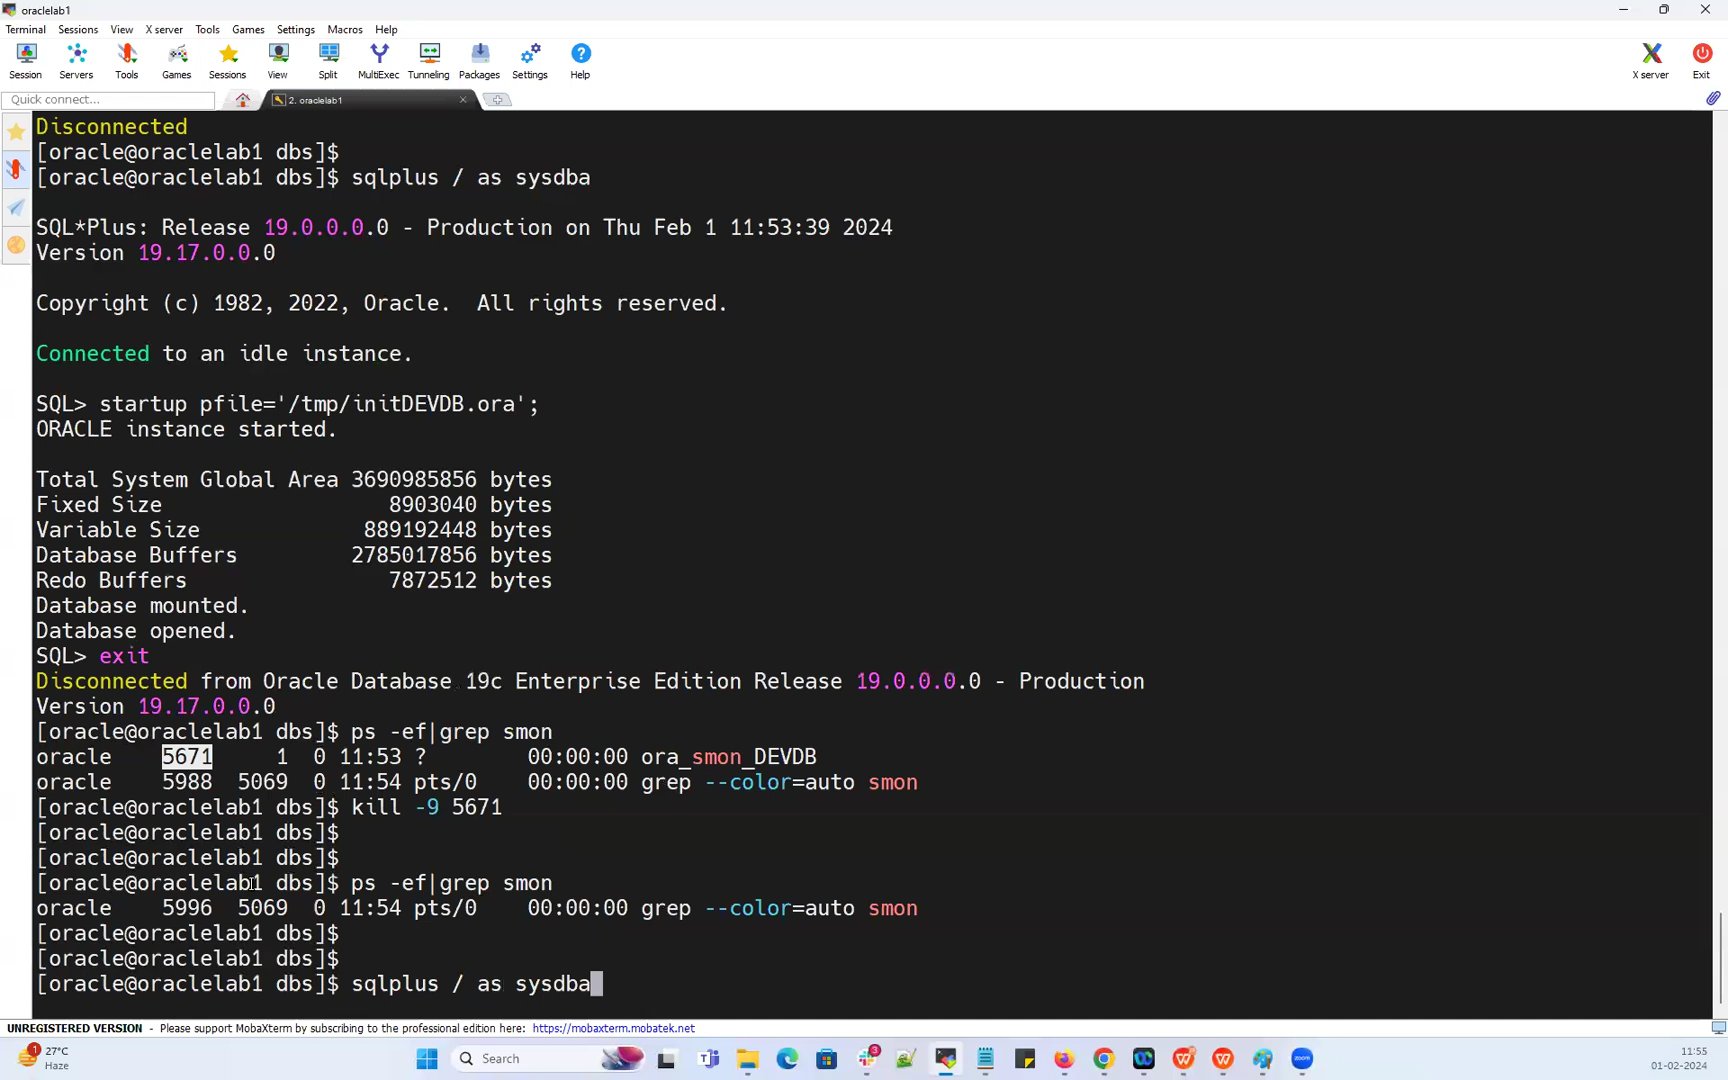 oraclelab1
Terminal Sessions View X server Tools Games Settings Macros Help
Session Servers Tools Games Sessions View Split MultiExec Tunneling Packages Settings Help X server Exit
Quick connect...
2. oraclelab1
Disconnected
[oracle@oraclelab1 dbs]$
[oracle@oraclelab1 dbs]$ sqlplus / as sysdba
SQL*Plus: Release 19.0.0.0.0 - Production on Thu Feb 1 11:53:39 2024
Version 19.17.0.0.0
Copyright (c) 1982, 2022, Oracle.  All rights reserved.
Connected to an idle instance.
SQL> startup pfile='/tmp/initDEVDB.ora';
ORACLE instance started.
Total System Global Area 3690985856 bytes
Fixed Size                  8903040 bytes
Variable Size             889192448 bytes
Database Buffers         2785017856 bytes
Redo Buffers                7872512 bytes
Database mounted.
Database opened.
SQL> exit
Disconnected from Oracle Database 19c Enterprise Edition Release 19.0.0.0.0 - Production
Version 19.17.0.0.0
[oracle@oraclelab1 dbs]$ ps -ef|grep smon
oracle    5671     1  0 11:53 ?        00:00:00 ora_smon_DEVDB
oracle    5988  5069  0 11:54 pts/0    00:00:00 grep --color=auto smon
[oracle@oraclelab1 dbs]$ kill -9 5671
[oracle@oraclelab1 dbs]$
[oracle@oraclelab1 dbs]$
[oracle@oraclelab1 dbs]$ ps -ef|grep smon
oracle    5996  5069  0 11:54 pts/0    00:00:00 grep --color=auto smon
[oracle@oraclelab1 dbs]$
[oracle@oraclelab1 dbs]$
[oracle@oraclelab1 dbs]$ sqlplus / as sysdba
UNREGISTERED VERSION - Please support MobaXterm by subscribing to the professional edition here: https://mobaxterm.mobatek.net
1
27°C
Haze
Search
3
zoom
11:55
01-02-2024